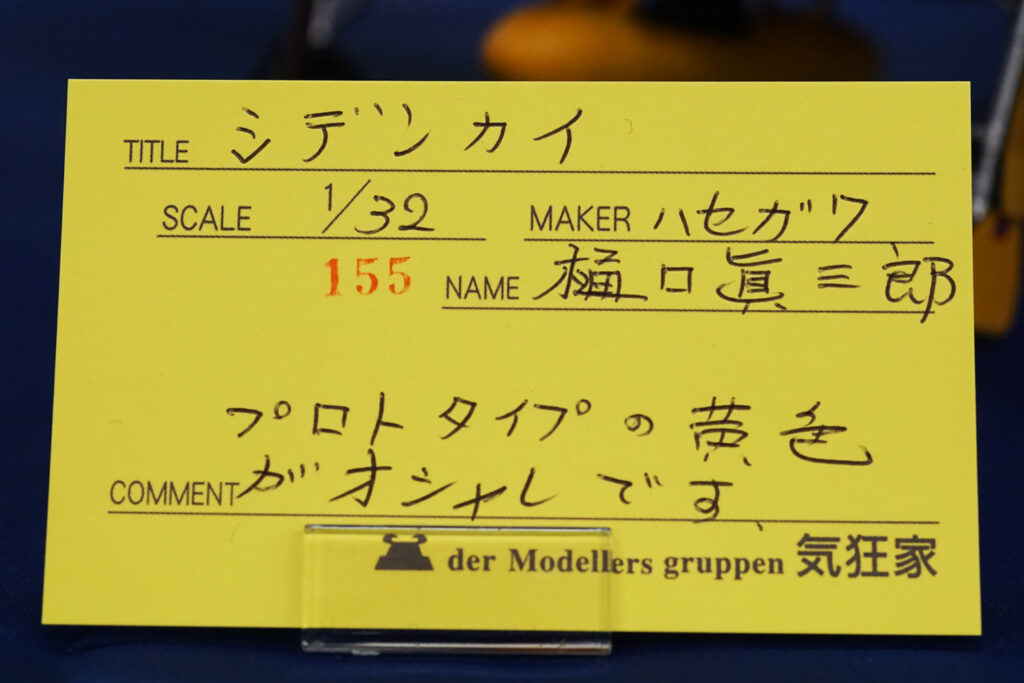 TITLE シデンカイ
SCALE 1/32 MAKER ハセガワ
155 NAME 樋口眞三郎
プロトタイプの黄色
COMMENT がオシャレです、
der Modellers gruppen 気狂家